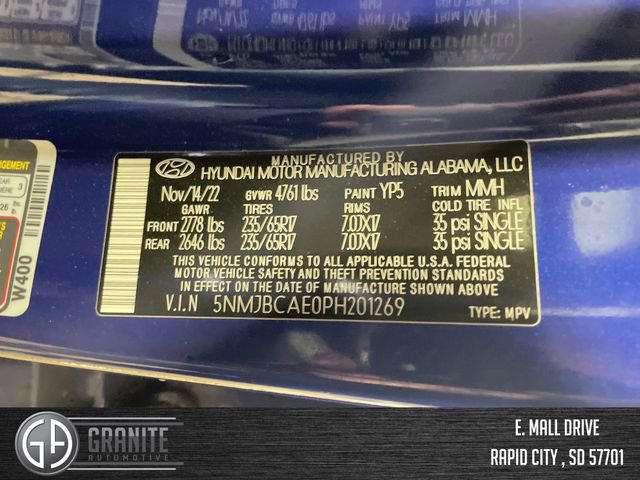 MANUFACTURED BY
HYUNDAI MOTOR MANUFACTURING ALABAMA, LLC
Nov/14/22 GVWR 4761 lbs PAINT YP5 TRIM MMH
GAWR TIRES RIMS COLD TIRE INFL
FRONT 2778 lbs 235/65R17 7.0JX17 35 psi SINGLE
REAR 2646 lbs 235/65R17 7.0JX17 35 psi SINGLE
THIS VEHICLE CONFORMS TO ALL APPLICABLE U.S.A. FEDERAL
MOTOR VEHICLE SAFETY AND THEFT PREVENTION STANDARDS
IN EFFECT ON THE DATE OF MANUFACTURE SHOWN ABOVE
V.I.N 5NMJBCAE0PH201269 TYPE: MPV
W400
GA GRANITE
AUTOMOTIVE
E. MALL DRIVE
RAPID CITY , SD 57701